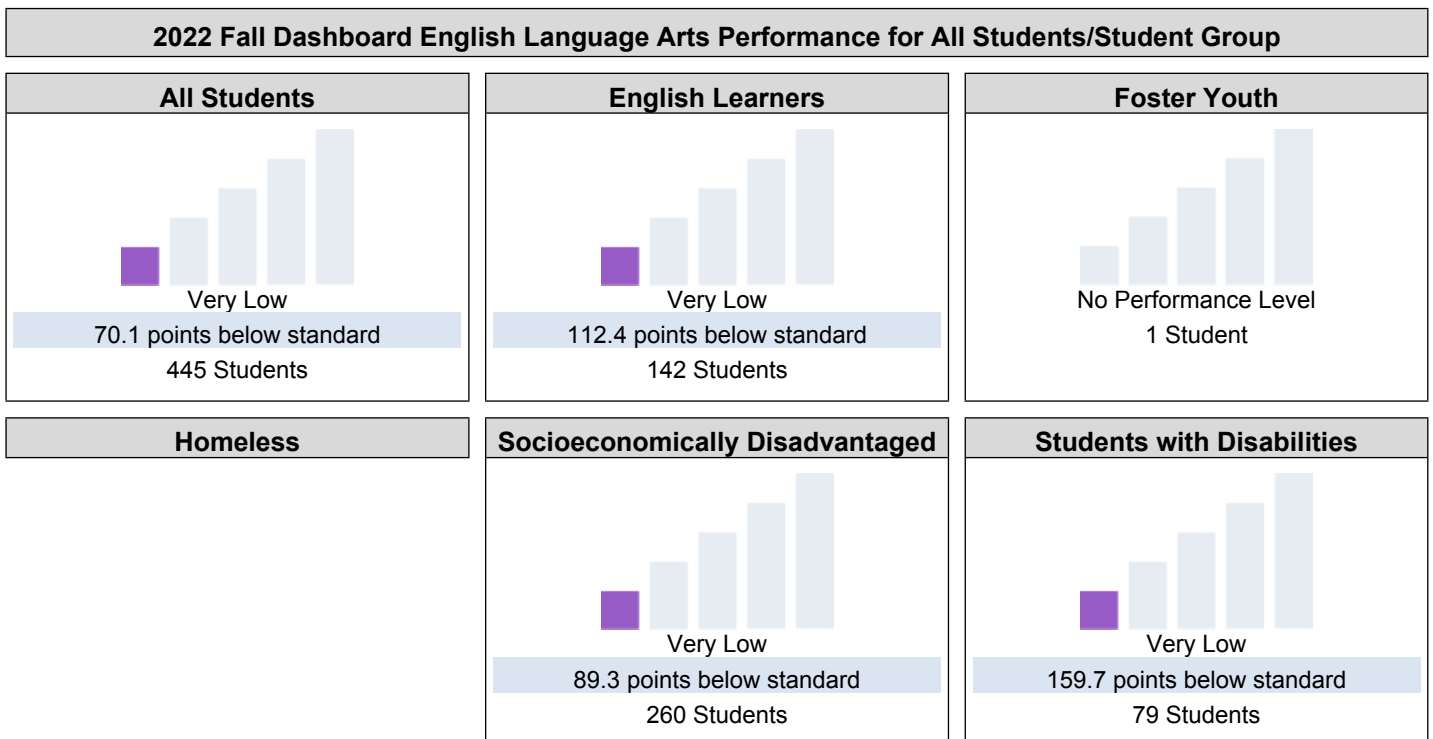 2022 Fall Dashboard English Language Arts Performance for All Students/Student Group
All Students
Very Low
70.1 points below standard
445 Students
English Learners
Very Low
112.4 points below standard
142 Students
Foster Youth
No Performance Level
1 Student
Homeless
Socioeconomically Disadvantaged
Very Low
89.3 points below standard
260 Students
Students with Disabilities
Very Low
159.7 points below standard
79 Students